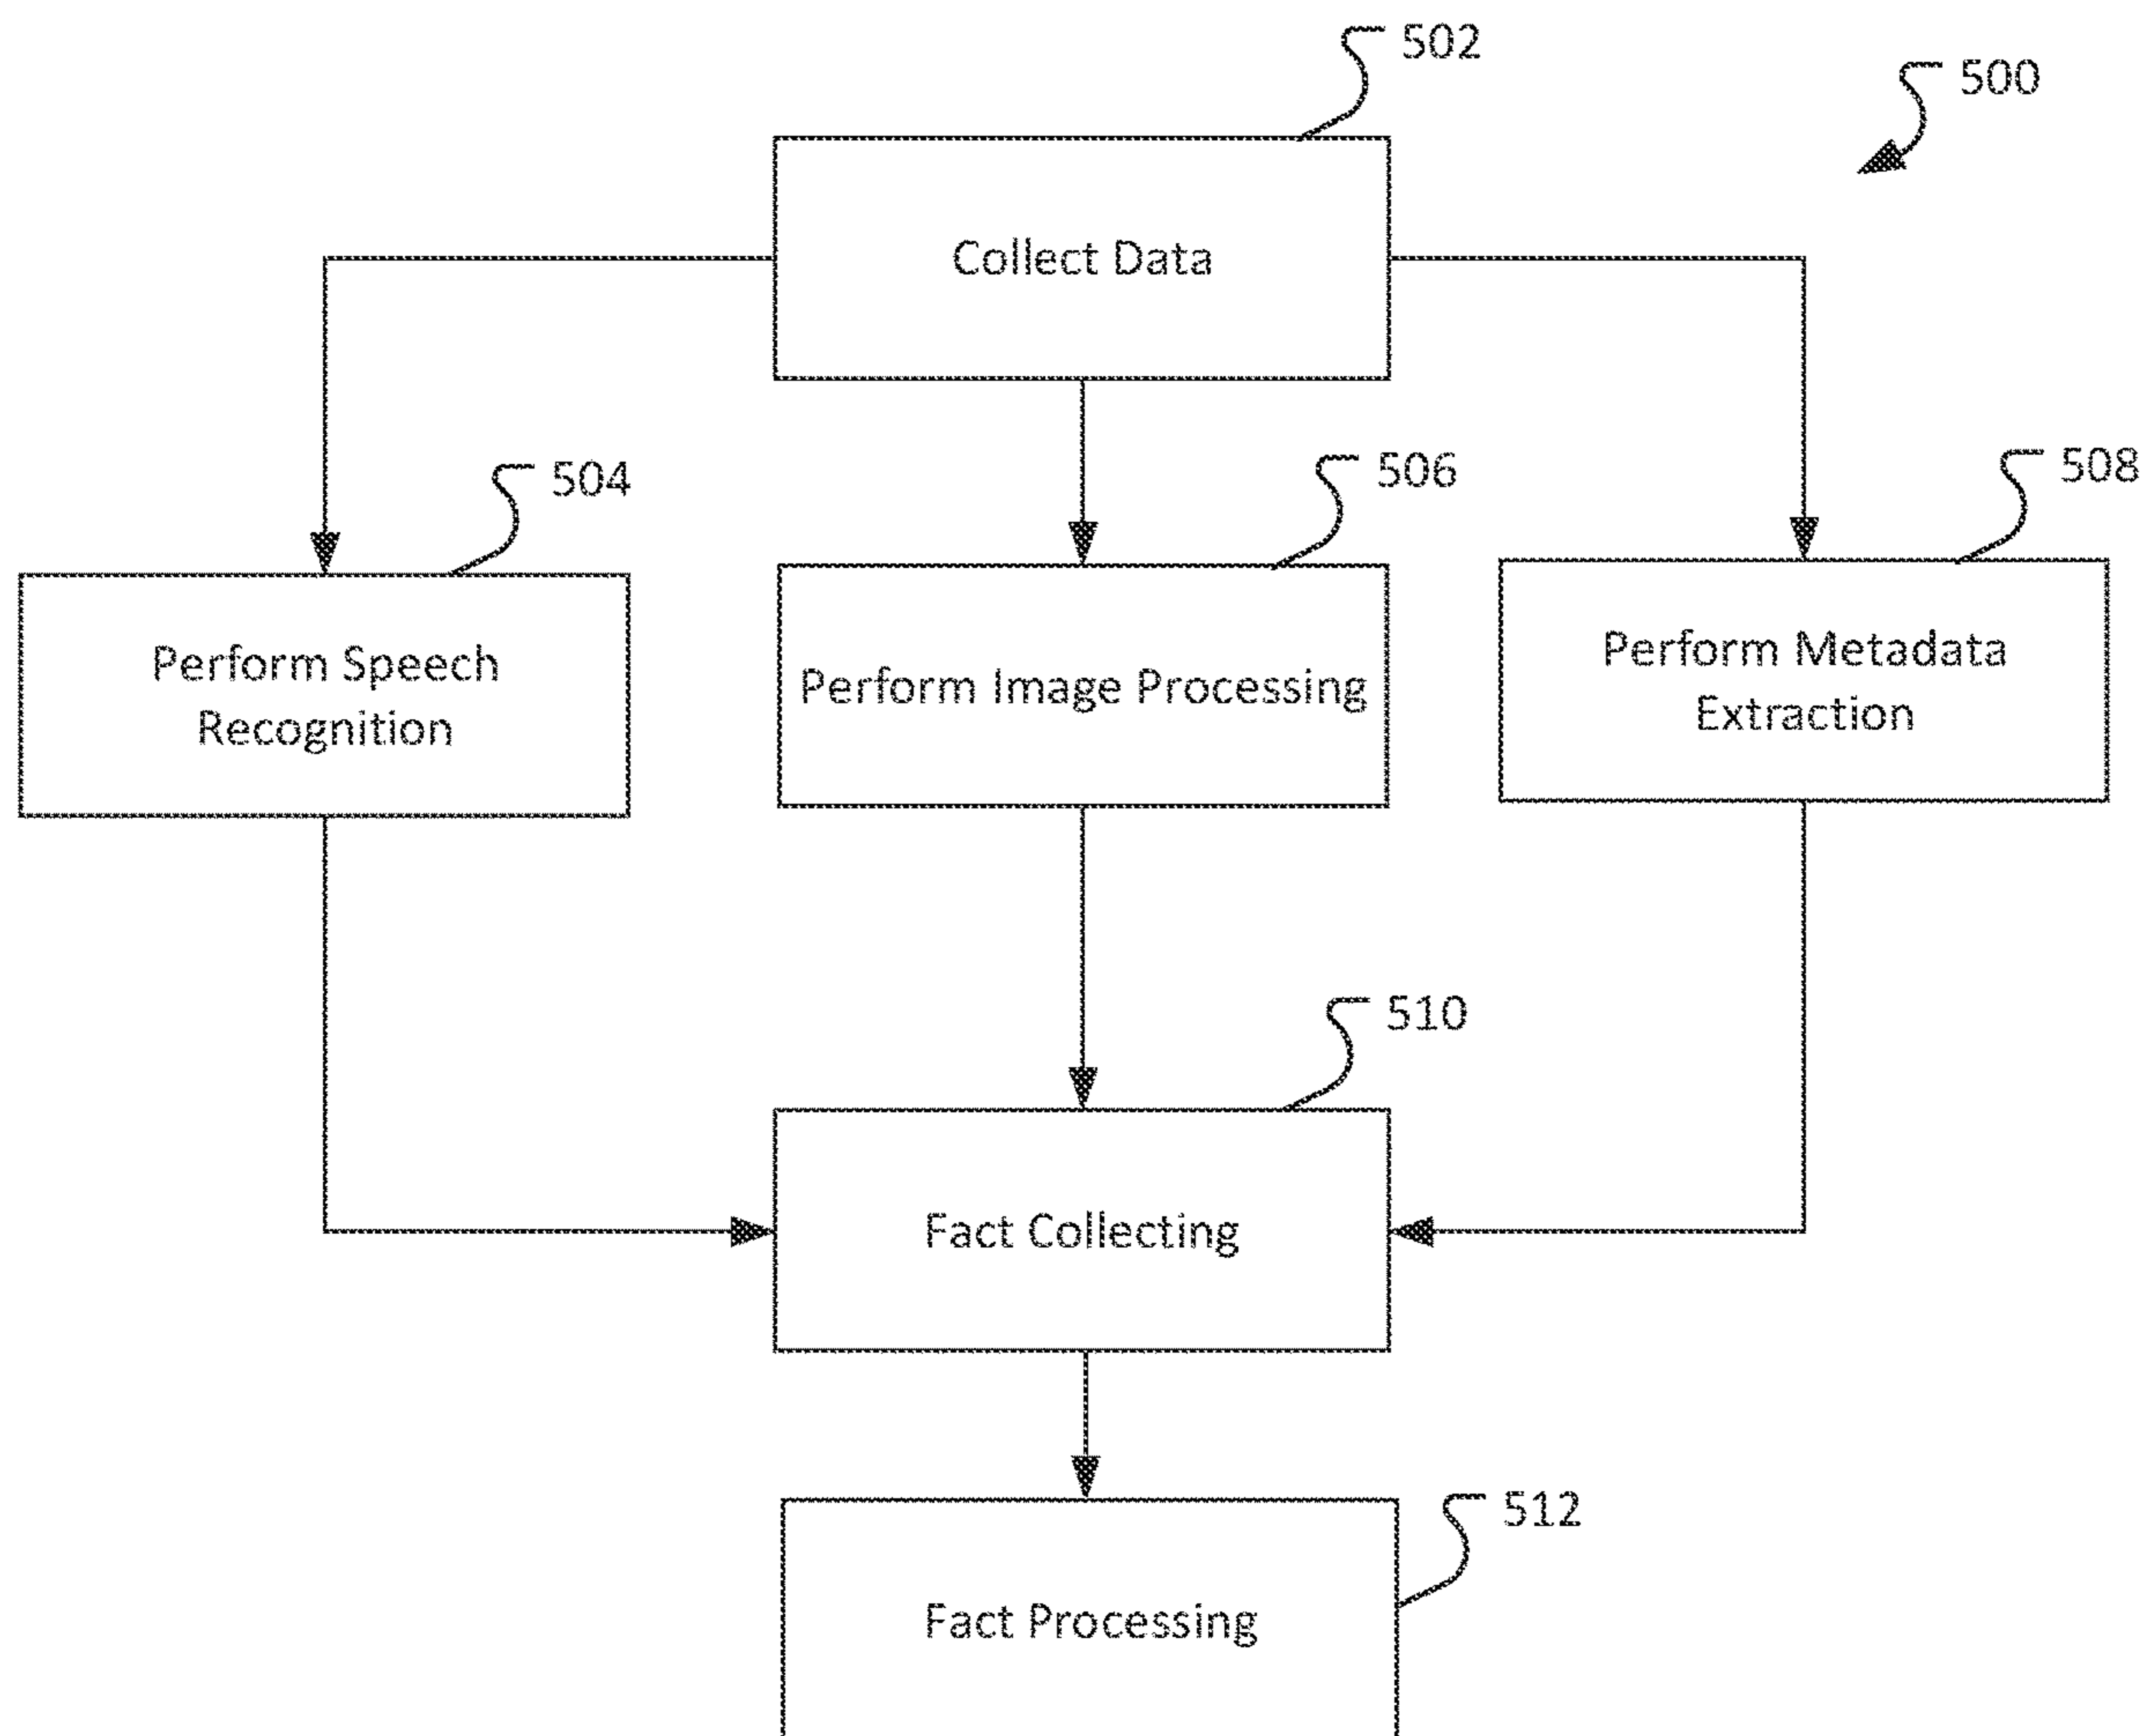 502
500
Collect Data
504
506
508
Perform Speech
Recognition
Perform Image Processing
Perform Metadata
Extraction
510
Fact Collecting
512
Fact Processing